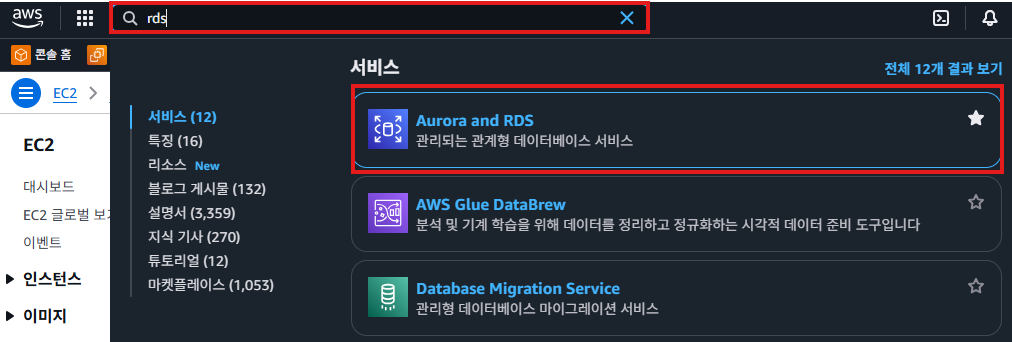 aws
rds
콘솔 홈
EC2
EC2
대시보드
EC2 글로벌
이벤트
인스턴스
이미지
서비스 (12)
특징 (16)
리소스 New
블로그 게시물 (132)
설명서 (3,359)
지식 기사 (270)
튜토리얼 (12)
마켓플레이스 (1,053)
서비스
전체 12개 결과 보기
Aurora and RDS
관리되는 관계형 데이터베이스 서비스
AWS Glue DataBrew
분석 및 기계 학습을 위해 데이터를 정리하고 정규화하는 시각적 데이터 준비 도구입니다
Database Migration Service
관리형 데이터베이스 마이그레이션 서비스